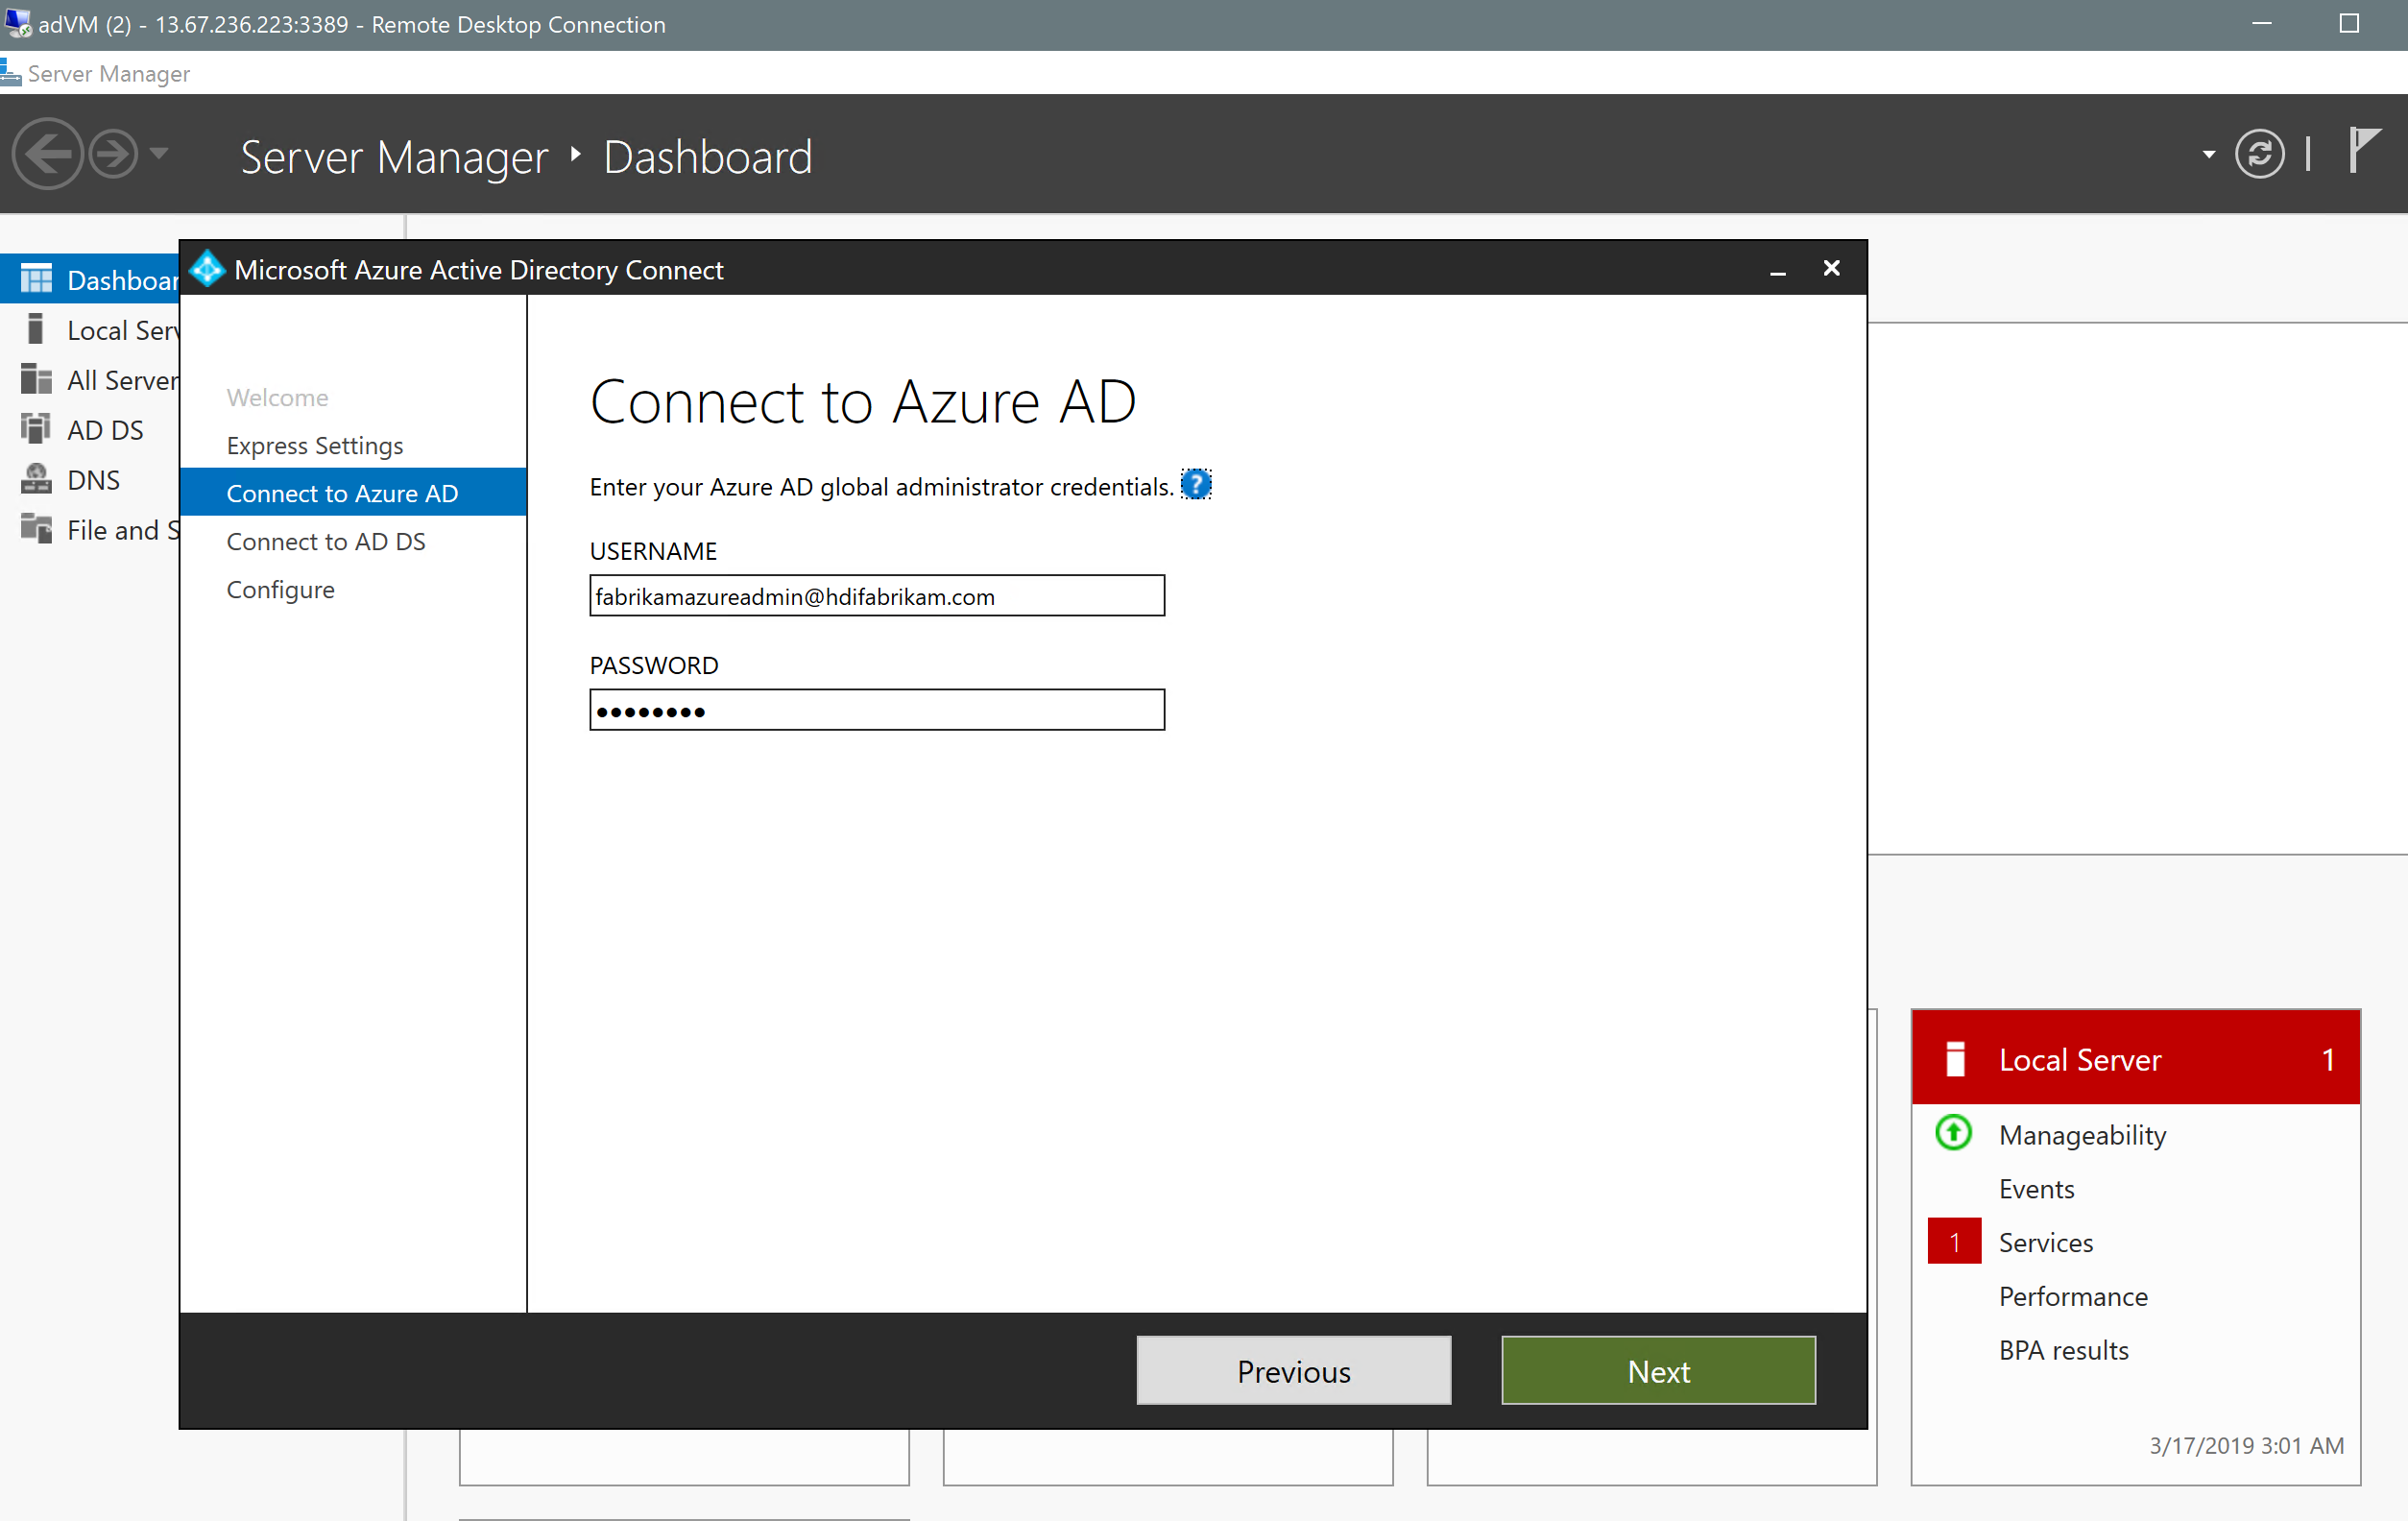 adVM (2) - 13.67.236.223:3389 - Remote Desktop Connection
Server Manager
Server Manager ‣ Dashboard
Dashboar
Local Serv
All Server
AD DS
DNS
File and S
Microsoft Azure Active Directory Connect
Welcome
Express Settings
Connect to Azure AD
Connect to AD DS
Configure
Connect to Azure AD
Enter your Azure AD global administrator credentials. ?
USERNAME
fabrikamazureadmin@hdifabrikam.com
PASSWORD
••••••••
Previous
Next
Local Server 1
Manageability
Events
1 Services
Performance
BPA results
3/17/2019 3:01 AM